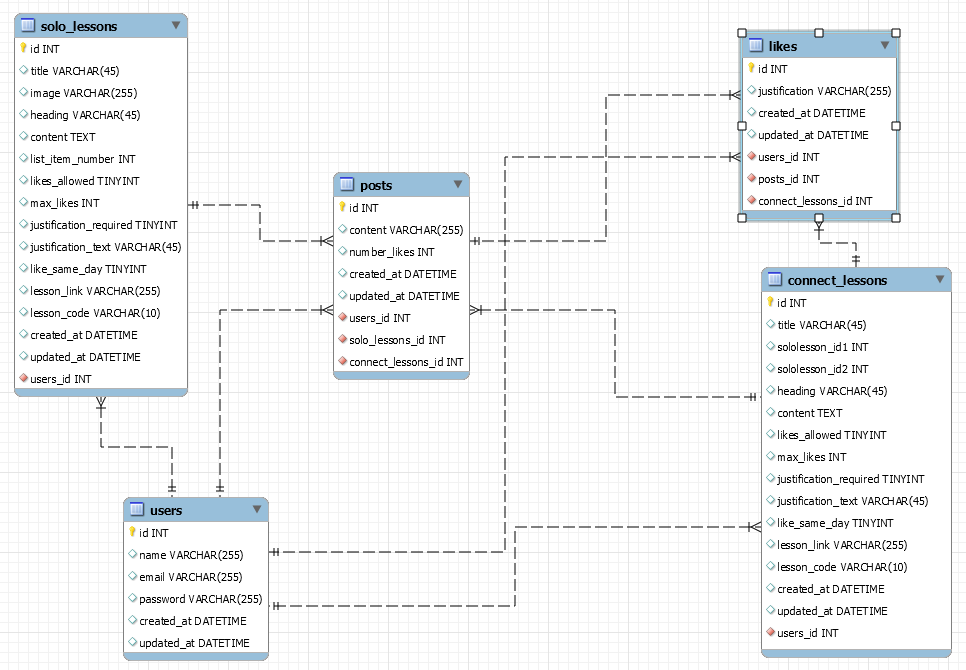 solo_lessons
id INT
title VARCHAR(45)
image VARCHAR(255)
heading VARCHAR(45)
content TEXT
list_item_number INT
likes_allowed TINYINT
max_likes INT
justification_required TINYINT
justification_text VARCHAR(45)
like_same_day TINYINT
lesson_link VARCHAR(255)
lesson_code VARCHAR(10)
created_at DATETIME
updated_at DATETIME
users_id INT
posts
id INT
content VARCHAR(255)
number_likes INT
created_at DATETIME
updated_at DATETIME
users_id INT
solo_lessons_id INT
connect_lessons_id INT
likes
id INT
justification VARCHAR(255)
created_at DATETIME
updated_at DATETIME
users_id INT
posts_id INT
connect_lessons_id INT
connect_lessons
id INT
title VARCHAR(45)
sololesson_id1 INT
sololesson_id2 INT
heading VARCHAR(45)
content TEXT
likes_allowed TINYINT
max_likes INT
justification_required TINYINT
justification_text VARCHAR(45)
like_same_day TINYINT
lesson_link VARCHAR(255)
lesson_code VARCHAR(10)
created_at DATETIME
updated_at DATETIME
users_id INT
users
id INT
name VARCHAR(255)
email VARCHAR(255)
password VARCHAR(255)
created_at DATETIME
updated_at DATETIME